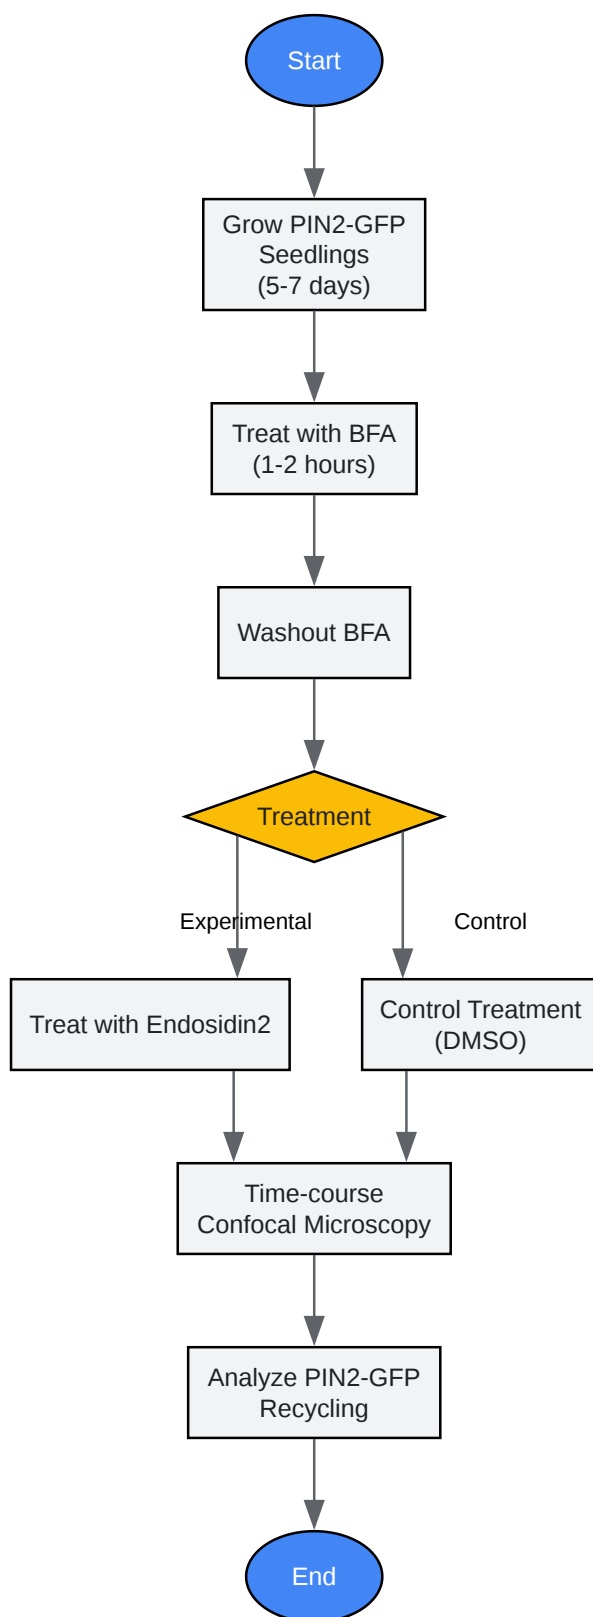 Start
Grow PIN2-GFP
Seedlings
(5-7 days)
Treat with BFA
(1-2 hours)
Washout BFA
Treatment
Experimental
Control
Treat with Endosidin2
Control Treatment
(DMSO)
Time-course
Confocal Microscopy
Analyze PIN2-GFP
Recycling
End